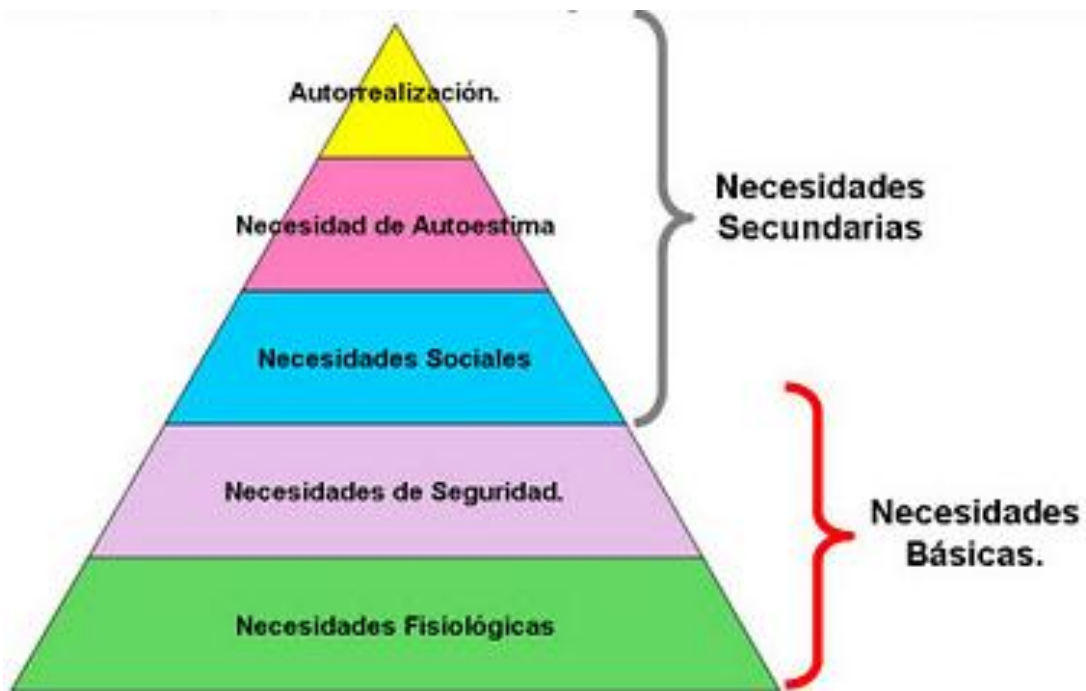 Autorrealización.
Necesidad de Autoestima
Necesidades Sociales
Necesidades de Seguridad.
Necesidades Fisiológicas
Necesidades
Secundarias
Necesidades
Básicas.